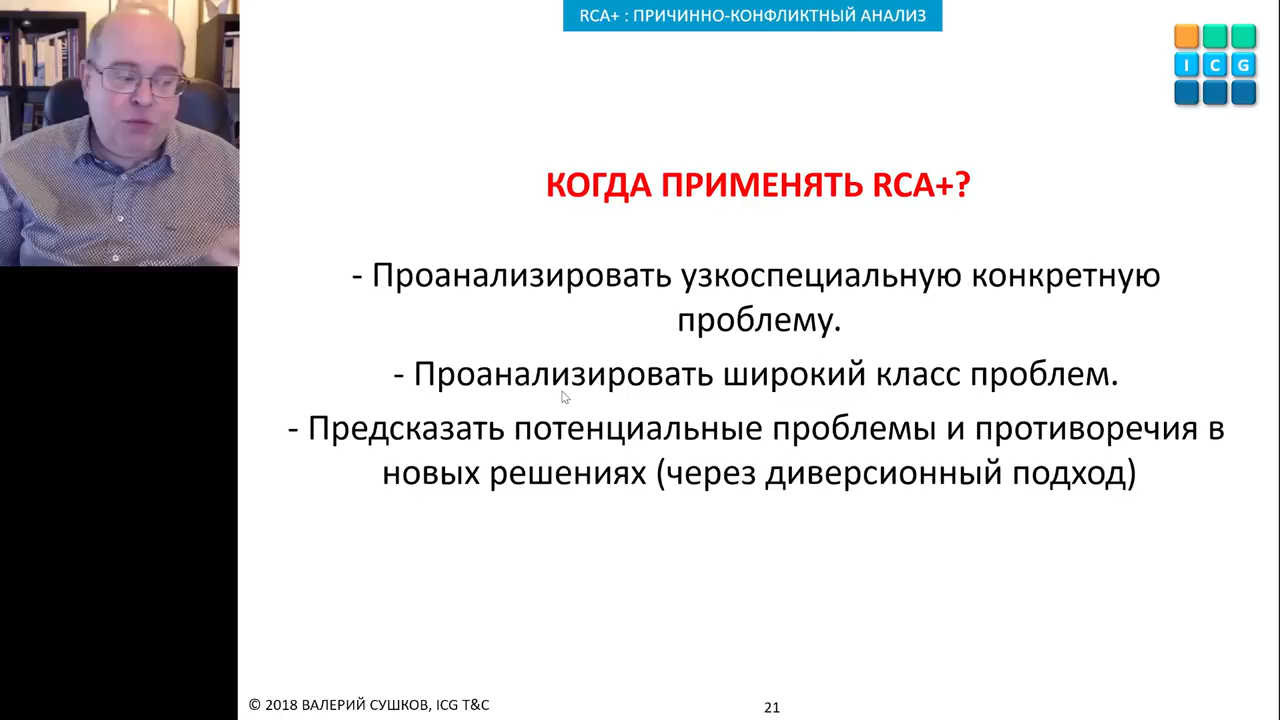 RCA+ : ПРИЧИННО-КОНФЛИКТНЫЙ АНАЛИЗ
I C G
КОГДА ПРИМЕНЯТЬ RCA+?
- Проанализировать узкоспециальную конкретную
проблему.
- Проанализировать широкий класс проблем.
- Предсказать потенциальные проблемы и противоречия в
новых решениях (через диверсионный подход)
© 2018 ВАЛЕРИЙ СУШКОВ, ICG T&C
21